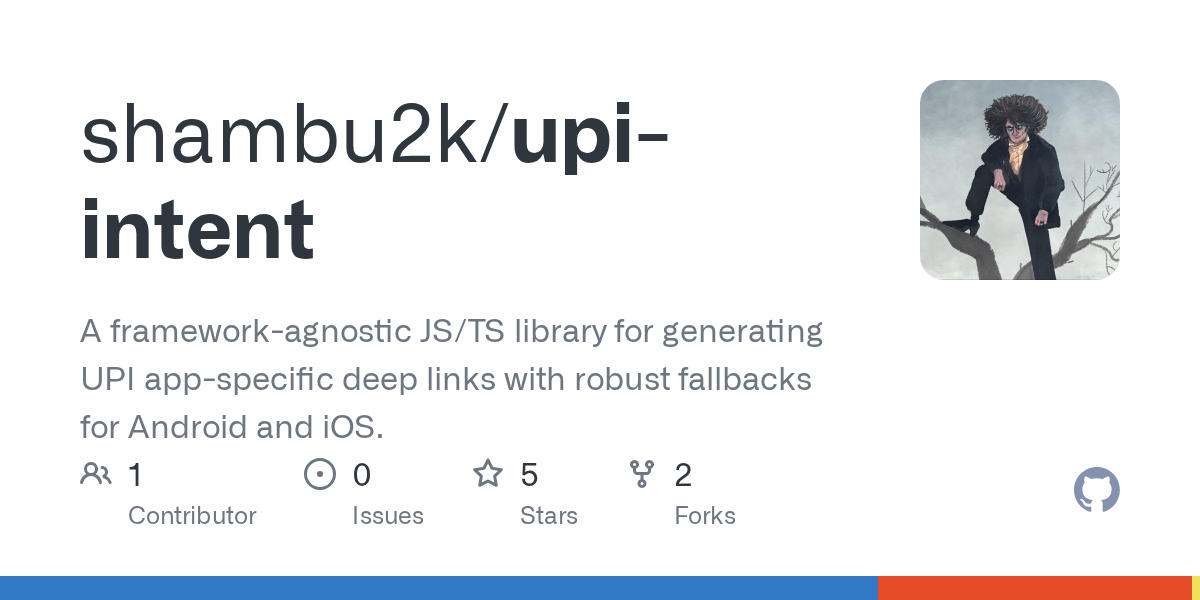 shambu2k/upi-
intent
A framework-agnostic JS/TS library for generating
UPI app-specific deep links with robust fallbacks
for Android and iOS.
1 0 5 2
Contributor Issues Stars Forks